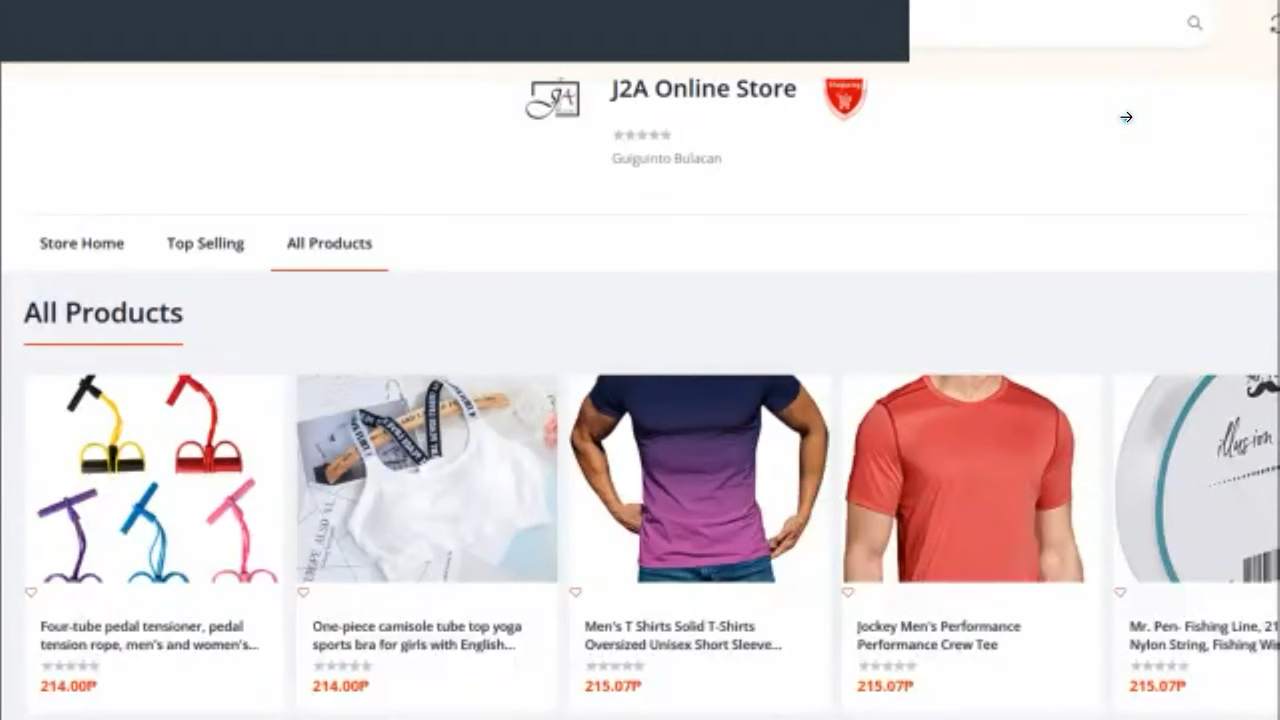 J2A Online Store
Shopping
Guiguinto Bulacan
Store Home
Top Selling
All Products
All Products
illusion
Four-tube pedal tensioner, pedal
tension rope, men's and women's...
214.00₱
One-piece camisole tube top yoga
sports bra for girls with English...
214.00₱
Men's T Shirts Solid T-Shirts
Oversized Unisex Short Sleeve...
215.07₱
Jockey Men's Performance
Performance Crew Tee
215.07₱
Mr. Pen- Fishing Line, 21
Nylon String, Fishing Wi
215.07₱